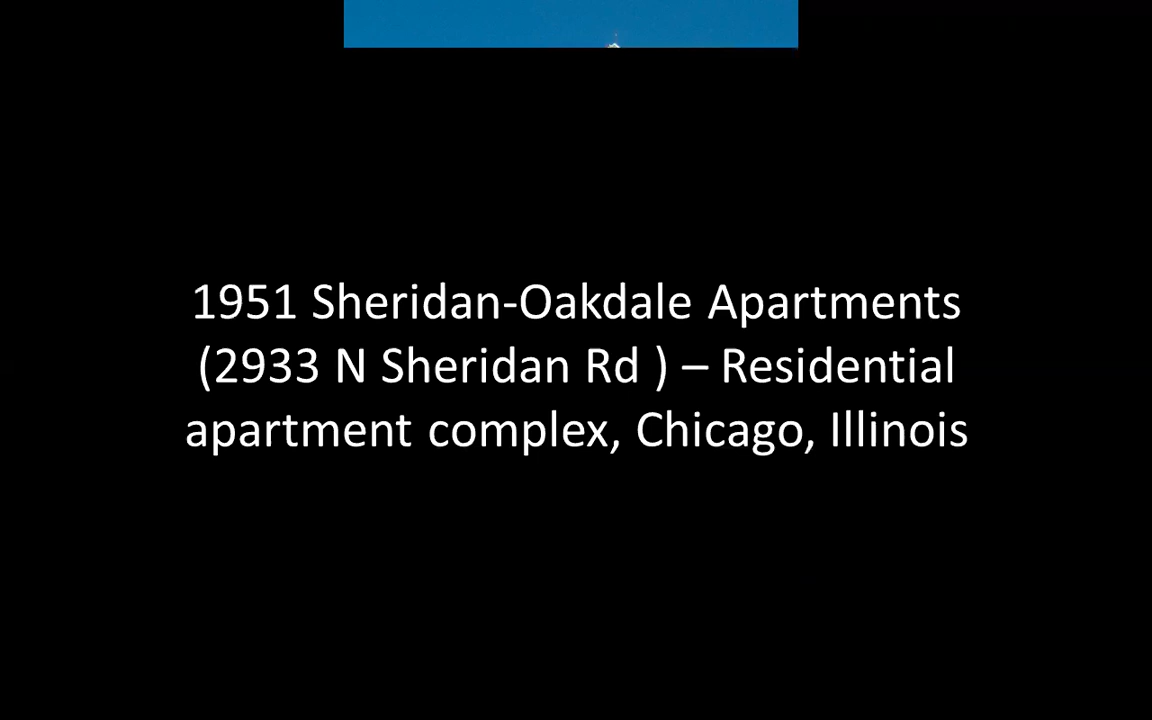 1951 Sheridan-Oakdale Apartments
(2933 N Sheridan Rd ) – Residential
apartment complex, Chicago, Illinois